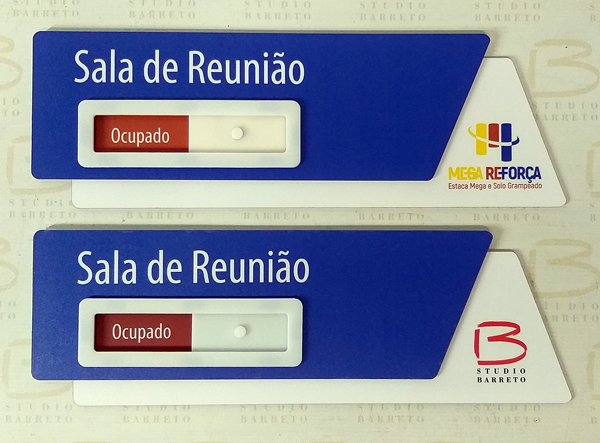 Sala de Reunião
Ocupado
MEGA REFORÇA
Estaca Mega e Solo Grampeado
Sala de Reunião
Ocupado
B
STUDIO
BARRETO